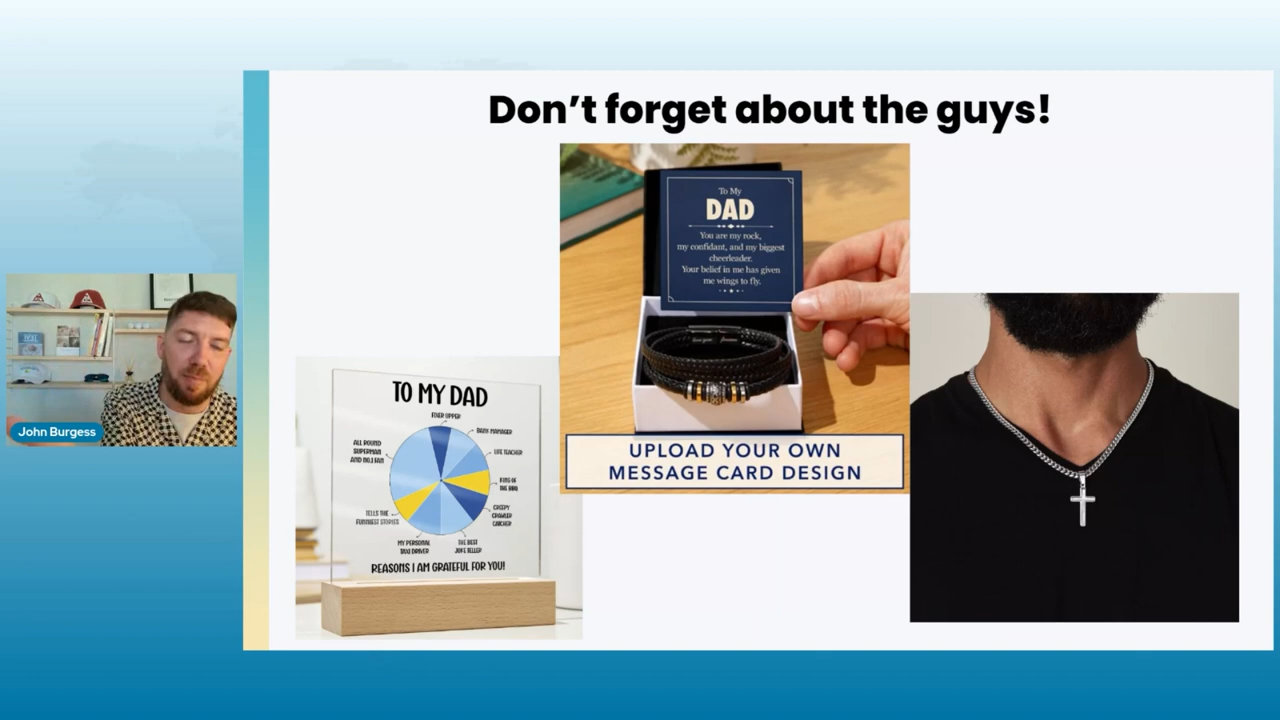 Don't forget about the guys!
To My
DAD
You are my rock,
my confidant, and my biggest
cheerleader.
Your belief in me has given
me wings to fly.
UPLOAD YOUR OWN
MESSAGE CARD DESIGN
TO MY DAD
FIXER UPPER
BANK MANAGER
LIFE TEACHER
KING OF
THE BBQ
CREEPY
CRAWLER
CATCHER
THE BEST
JOKE TELLER
MY PERSONAL
TAXI DRIVER
TELLS THE
FUNNIEST STORIES
ALL ROUND
SUPERMAN
AND NO.1 FAN
REASONS I AM GRATEFUL FOR YOU!
John Burgess